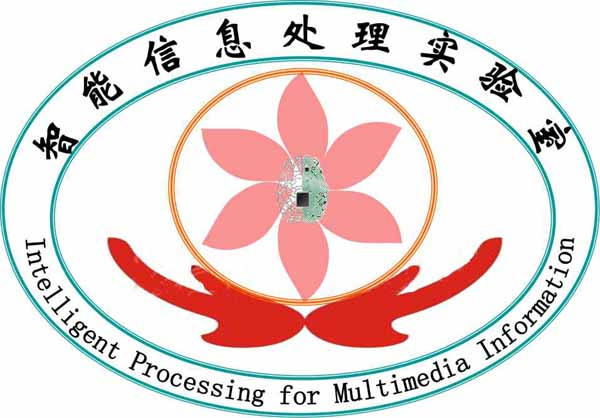 智能信息处理实验室
Intelligent Processing for Multimedia Information